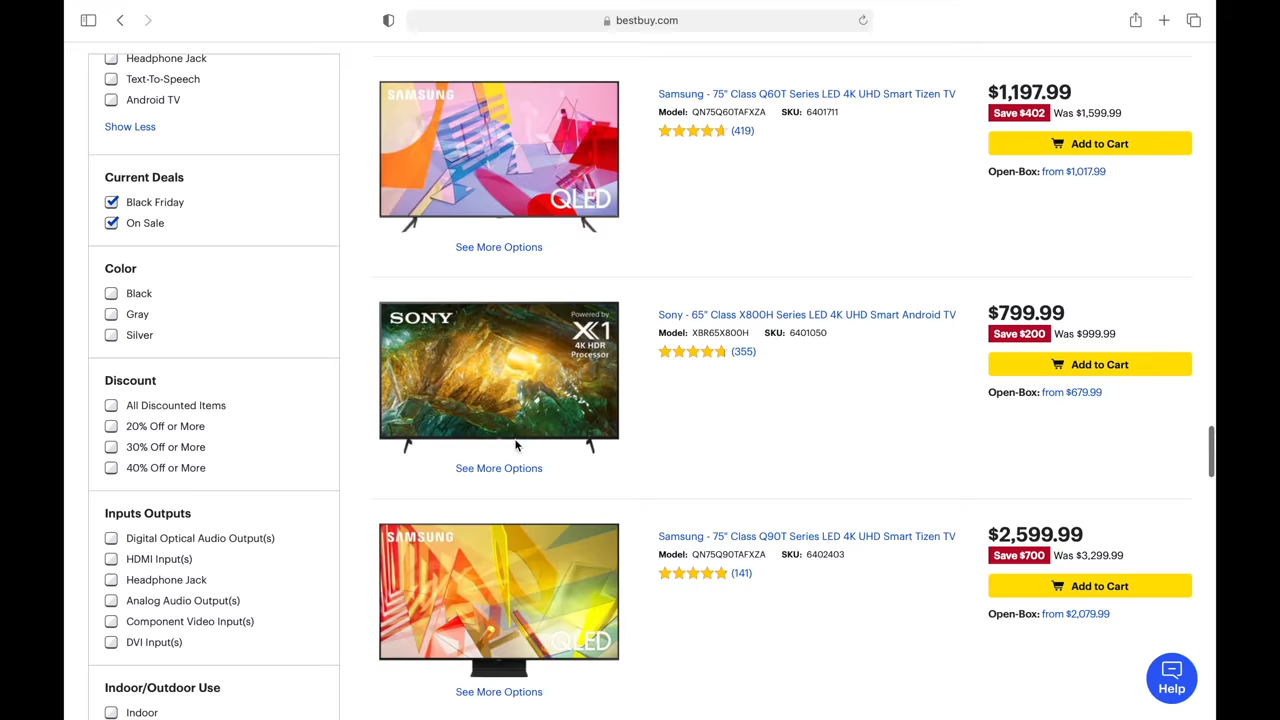 bestbuy.com
Headphone Jack
Text-To-Speech
Android TV
Show Less
Current Deals
Black Friday
On Sale
Color
Black
Gray
Silver
Discount
All Discounted Items
20% Off or More
30% Off or More
40% Off or More
Inputs Outputs
Digital Optical Audio Output(s)
HDMI Input(s)
Headphone Jack
Analog Audio Output(s)
Component Video Input(s)
DVI Input(s)
Indoor/Outdoor Use
Indoor
SAMSUNG
QLED
See More Options
Samsung - 75" Class Q60T Series LED 4K UHD Smart Tizen TV
Model: QN75Q60TAFXZA SKU: 6401711
(419)
$1,197.99
Save $402 Was $1,599.99
Add to Cart
Open-Box: from $1,017.99
SONY
Powered by
X1
4K HDR
Processor
See More Options
Sony - 65" Class X800H Series LED 4K UHD Smart Android TV
Model: XBR65X800H SKU: 6401050
(355)
$799.99
Save $200 Was $999.99
Add to Cart
Open-Box: from $679.99
SAMSUNG
QLED
See More Options
Samsung - 75" Class Q90T Series LED 4K UHD Smart Tizen TV
Model: QN75Q90TAFXZA SKU: 6402403
(141)
$2,599.99
Save $700 Was $3,299.99
Add to Cart
Open-Box: from $2,079.99
Help